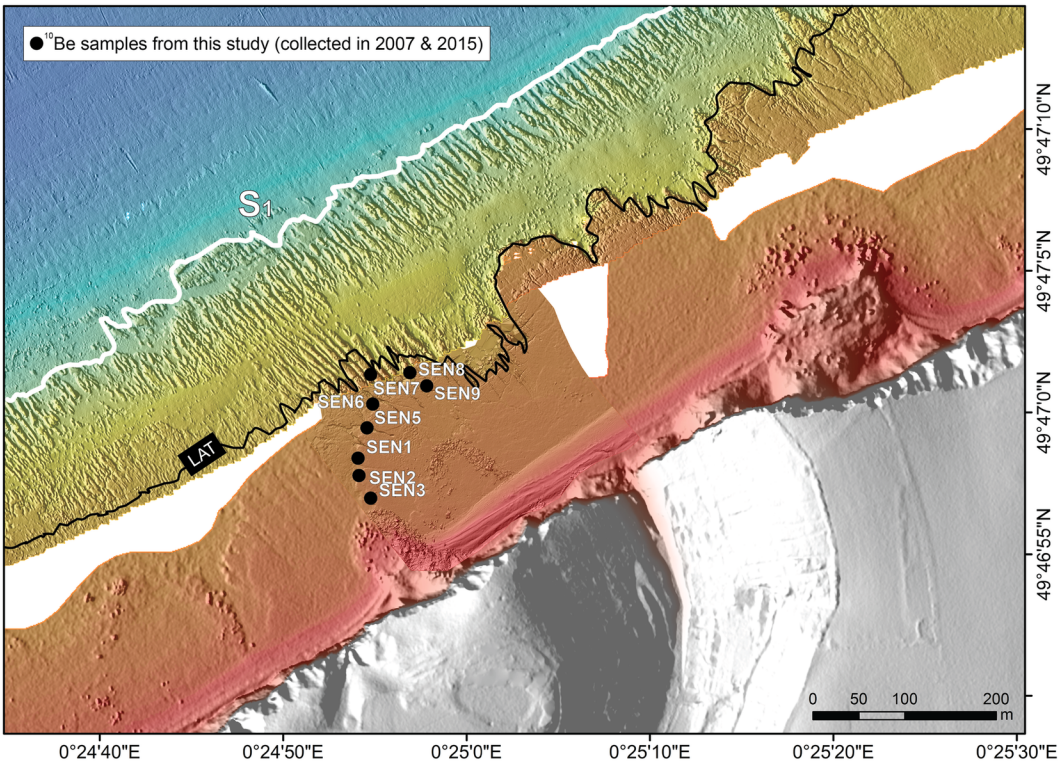 ¹⁰Be samples from this study (collected in 2007 & 2015)
S₁
49°47'10"N
49°47'5"N
SEN8
SEN7
SEN9
SEN6
SEN5
49°47'0"N
SEN1
LAT
SEN2
SEN3
49°46'55"N
0 50 100 200
m
0°24'40"E 0°24'50"E 0°25'0"E 0°25'10"E 0°25'20"E 0°25'30"E